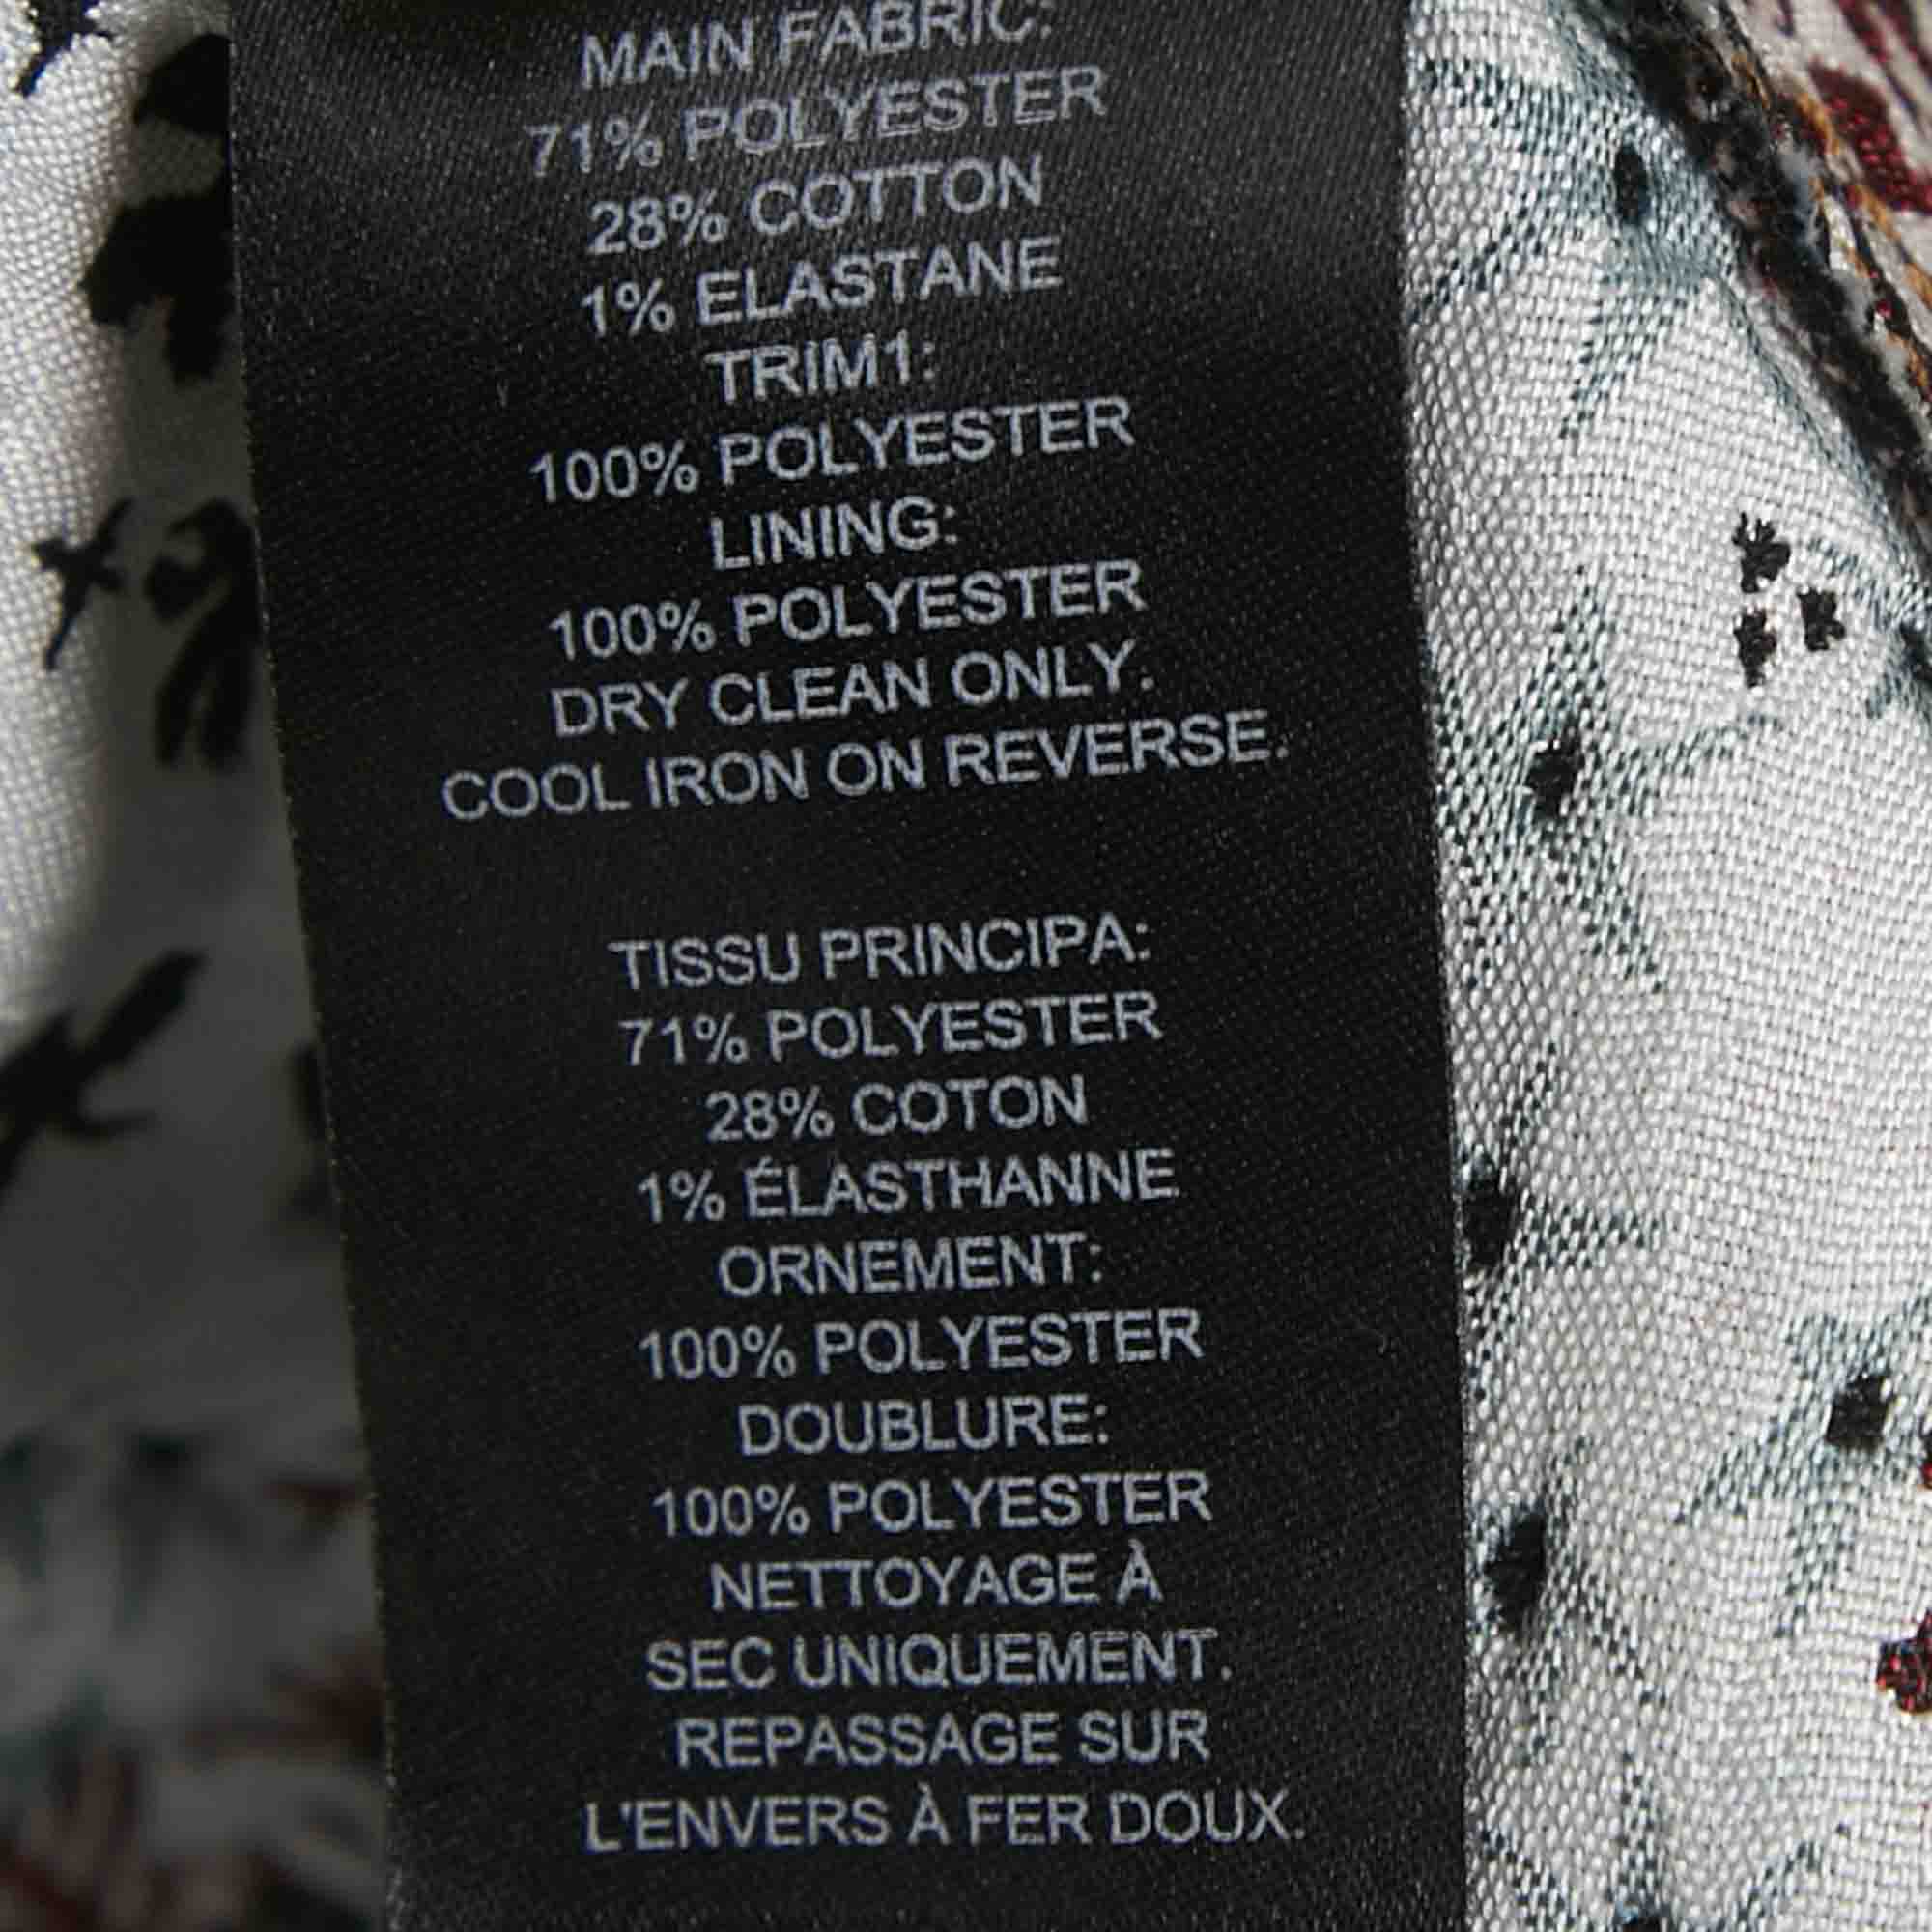 MAIN FABRIC:
71% POLYESTER
28% COTTON
1% ELASTANE
TRIM1:
100% POLYESTER
LINING:
100% POLYESTER
DRY CLEAN ONLY.
COOL IRON ON REVERSE.
TISSU PRINCIPA:
71% POLYESTER
28% COTON
1% ÉLASTHANNE
ORNEMENT:
100% POLYESTER
DOUBLURE:
100% POLYESTER
NETTOYAGE À
SEC UNIQUEMENT.
REPASSAGE SUR
L'ENVERS À FER DOUX.